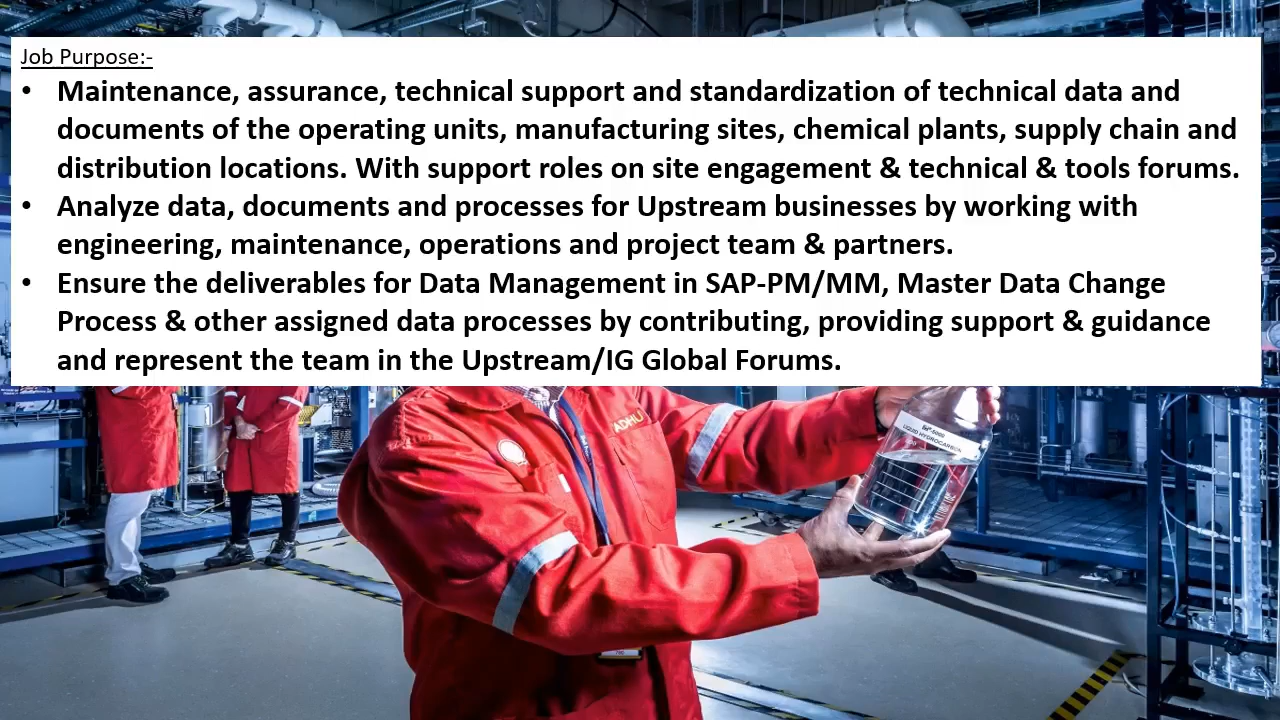 Job Purpose:-
• Maintenance, assurance, technical support and standardization of technical data and
documents of the operating units, manufacturing sites, chemical plants, supply chain and
distribution locations. With support roles on site engagement & technical & tools forums.
• Analyze data, documents and processes for Upstream businesses by working with
engineering, maintenance, operations and project team & partners.
• Ensure the deliverables for Data Management in SAP-PM/MM, Master Data Change
Process & other assigned data processes by contributing, providing support & guidance
and represent the team in the Upstream/IG Global Forums.
ADHU
LIQUID HYDROCARBON